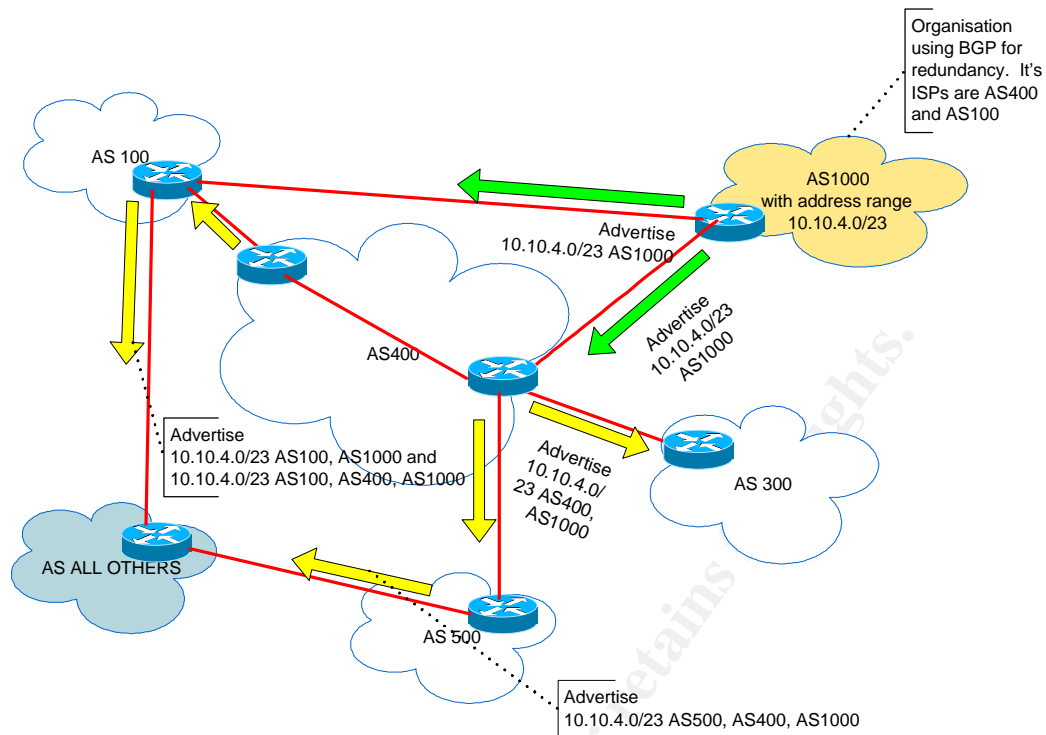 Organisation
using BGP for
redundancy. It's
ISPs are AS400
and AS100
AS 100
AS1000
with address range
10.10.4.0/23
Advertise
10.10.4.0/23 AS1000
Advertise
10.10.4.0/23
AS1000
AS400
Advertise
10.10.4.0/23 AS100, AS1000 and
10.10.4.0/23 AS100, AS400, AS1000
Advertise
10.10.4.0/
23 AS400,
AS1000
AS 300
AS ALL OTHERS
AS 500
Advertise
10.10.4.0/23 AS500, AS400, AS1000
retains
ghts.